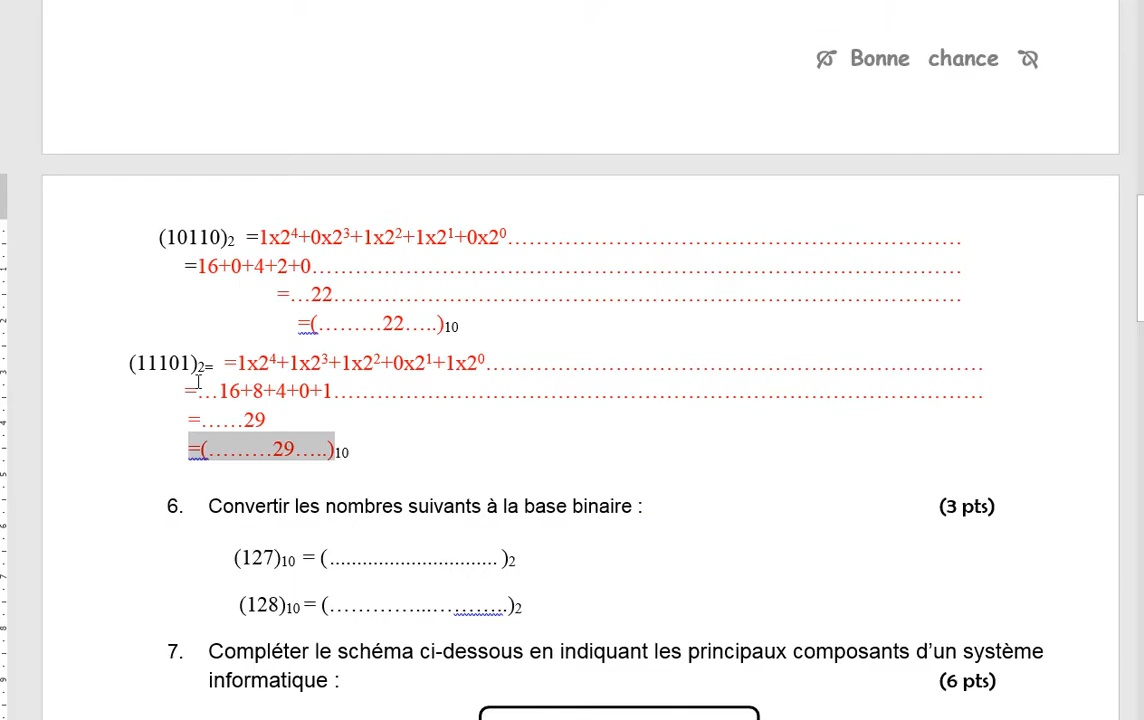 Bonne chance
(10110)2 =1x2⁴+0x2³+1x2²+1x2¹+0x2⁰……………………………………………………
=16+0+4+2+0……………………………………………………………………………
=…22……………………………………………………………………
=(………22…..)10
(11101)2= =1x2⁴+1x2³+1x2²+0x2¹+1x2⁰…………………………………………………………
=…16+8+4+0+1……………………………………………………………………………
=……29
=(………29…..)10
6. Convertir les nombres suivants à la base binaire : (3 pts)
(127)10 = (.............................. )2
(128)10 = (…………...…..……..)2
7. Compléter le schéma ci-dessous en indiquant les principaux composants d’un système
informatique : (6 pts)